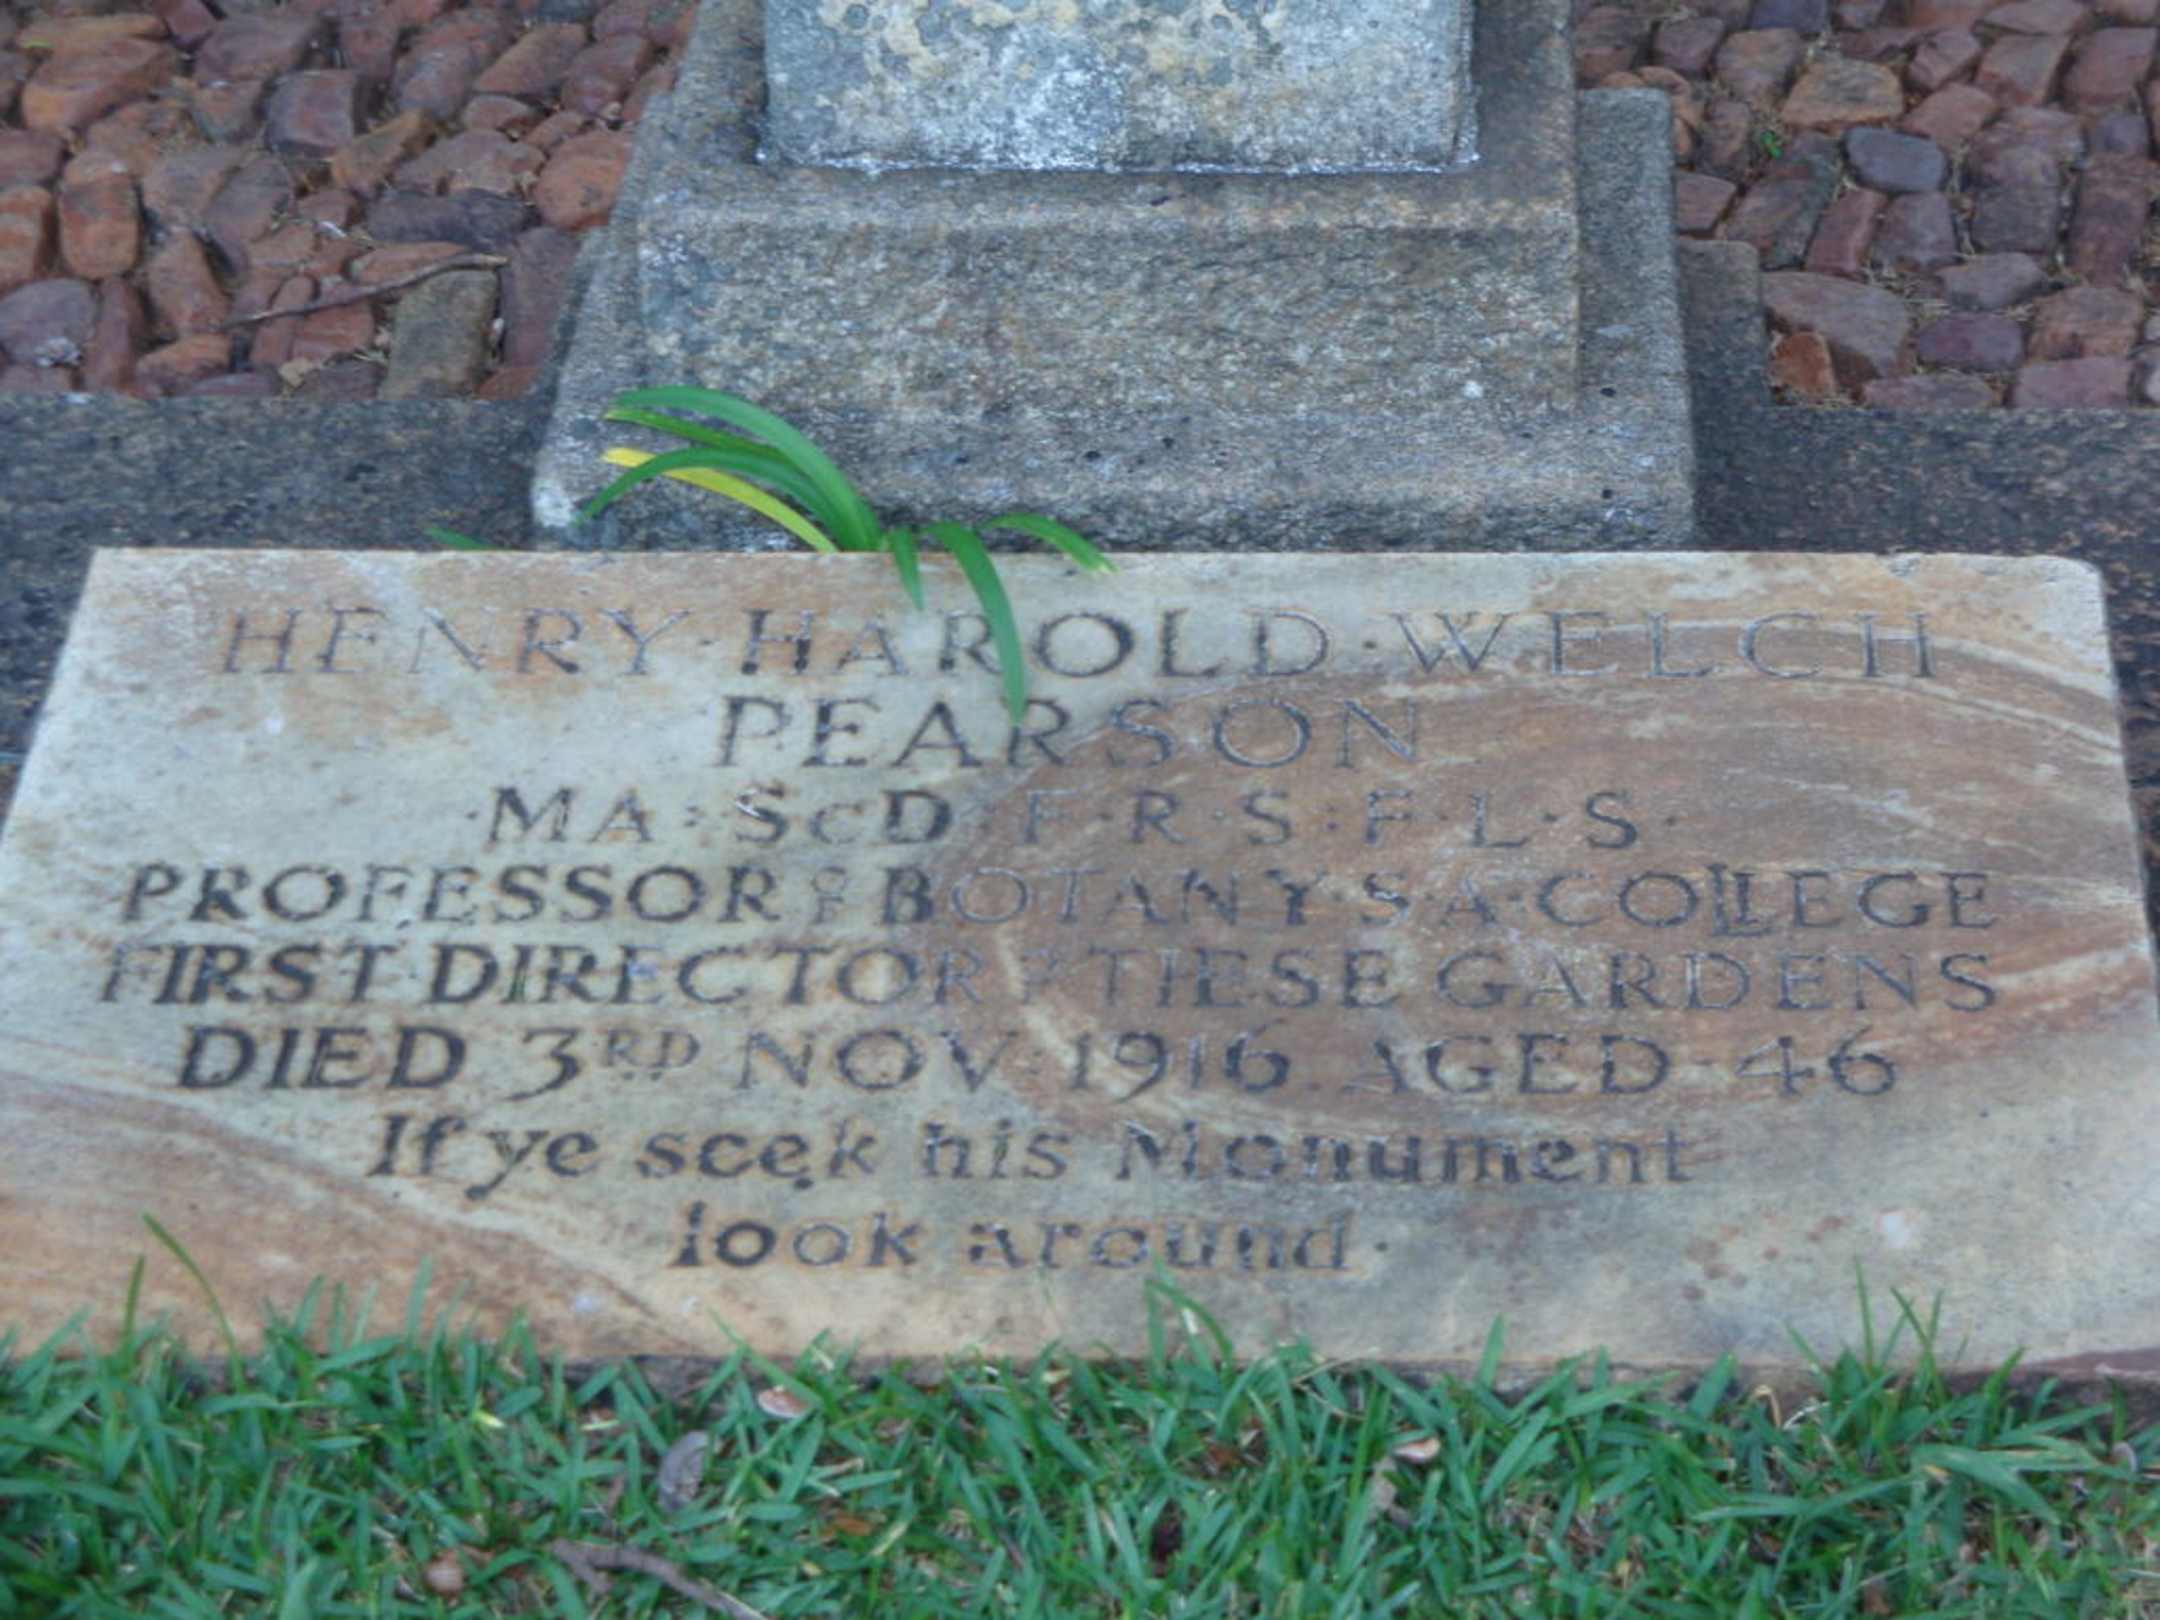 HENRY·HAROLD·WELCH
PEARSON
·MA·ScD·F·R·S·F·L·S·
PROFESSOR OF BOTANY S·A·COLLEGE
FIRST DIRECTOR OF THESE GARDENS
DIED 3RD NOV·1916 AGED·46
If ye seek his Monument
look around·